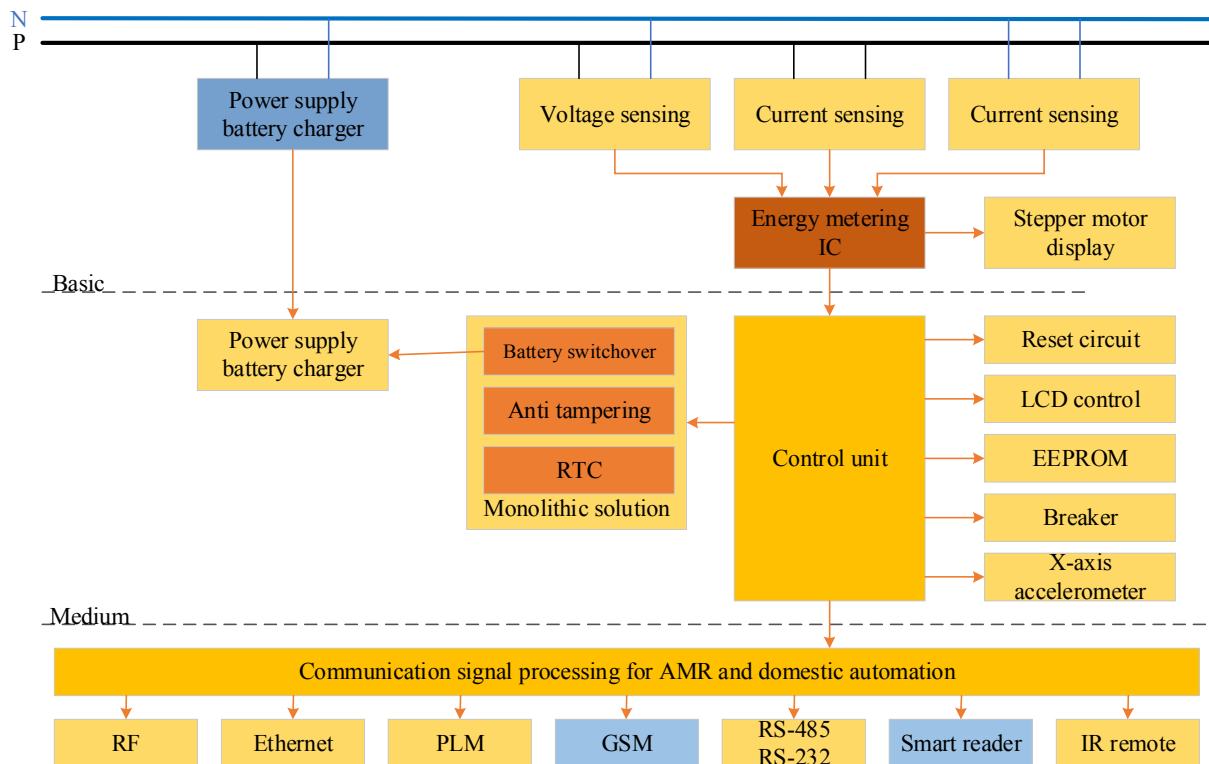 N
P
Power supply
battery charger
Voltage sensing
Current sensing
Current sensing
Energy metering
IC
Stepper motor
display
Basic
Power supply
battery charger
Battery switchover
Anti tampering
RTC
Monolithic solution
Control unit
Reset circuit
LCD control
EEPROM
Breaker
X-axis
accelerometer
Medium
Communication signal processing for AMR and domestic automation
RF
Ethernet
PLM
GSM
RS-485
RS-232
Smart reader
IR remote